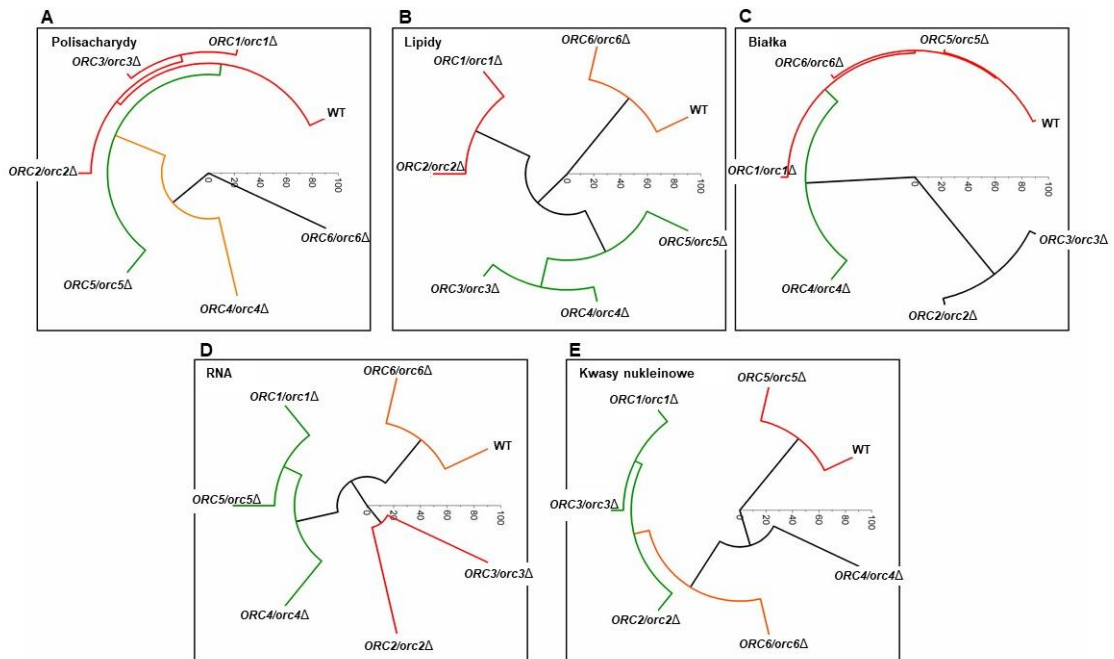 A
Polisacharydy
ORC1/orc1Δ
ORC3/orc3Δ
WT
ORC2/orc2Δ
0 20 40 60 80 100
ORC6/orc6Δ
ORC5/orc5Δ
ORC4/orc4Δ
B
Lipidy
ORC6/orc6Δ
ORC1/orc1Δ
WT
ORC2/orc2Δ
0 20 40 60 80 100
ORC5/orc5Δ
ORC3/orc3Δ
ORC4/orc4Δ
C
Białka
ORC5/orc5Δ
ORC6/orc6Δ
WT
ORC1/orc1Δ
0 20 40 60 80 100
ORC3/orc3Δ
ORC4/orc4Δ
ORC2/orc2Δ
D
RNA
ORC6/orc6Δ
ORC1/orc1Δ
WT
ORC5/orc5Δ
0 20 40 60 80 100
ORC3/orc3Δ
ORC4/orc4Δ
ORC2/orc2Δ
E
Kwasy nukleinowe
ORC5/orc5Δ
ORC1/orc1Δ
WT
ORC3/orc3Δ
0 20 40 60 80 100
ORC4/orc4Δ
ORC2/orc2Δ
ORC6/orc6Δ